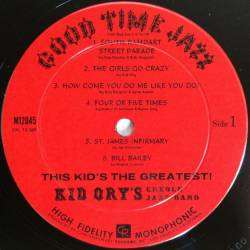 GOOD TIME JAZZ
1. SOUTH RAMPART
STREET PARADE
2. THE GIRLS GO CRAZY
3. HOW COME YOU DO ME LIKE YOU DO?
4. FOUR OR FIVE TIMES
5. ST. JAMES INFIRMARY
6. BILL BAILEY
M12045
Side 1
THIS KID'S THE GREATEST!
KID ORY'S CREOLE
JAZZ BAND
HIGH FIDELITY MONOPHONIC